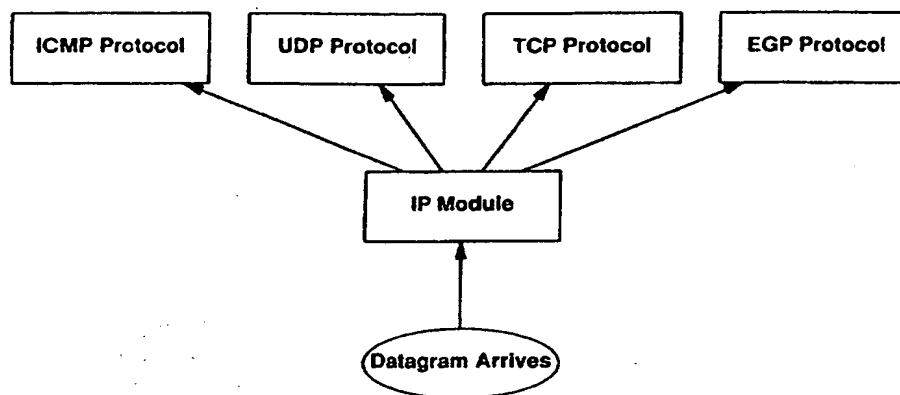 ICMP Protocol
UDP Protocol
TCP Protocol
EGP Protocol
IP Module
Datagram Arrives